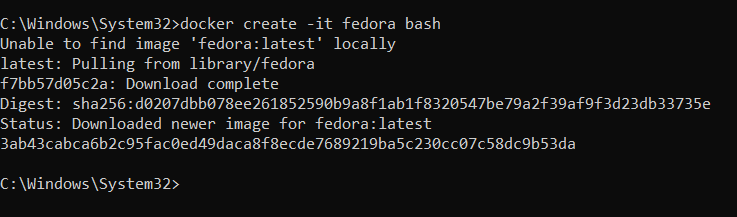 C:\Windows\System32>docker create -it fedora bash
Unable to find image 'fedora:latest' locally
latest: Pulling from library/fedora
f7bb57d05c2a: Download complete
Digest: sha256:d0207dbb078ee261852590b9a8f1ab1f8320547be79a2f39af9f3d23db33735e
Status: Downloaded newer image for fedora:latest
3ab43cabca6b2c95fac0ed49daca8f8ecde7689219ba5c230cc07c58dc9b53da
C:\Windows\System32>